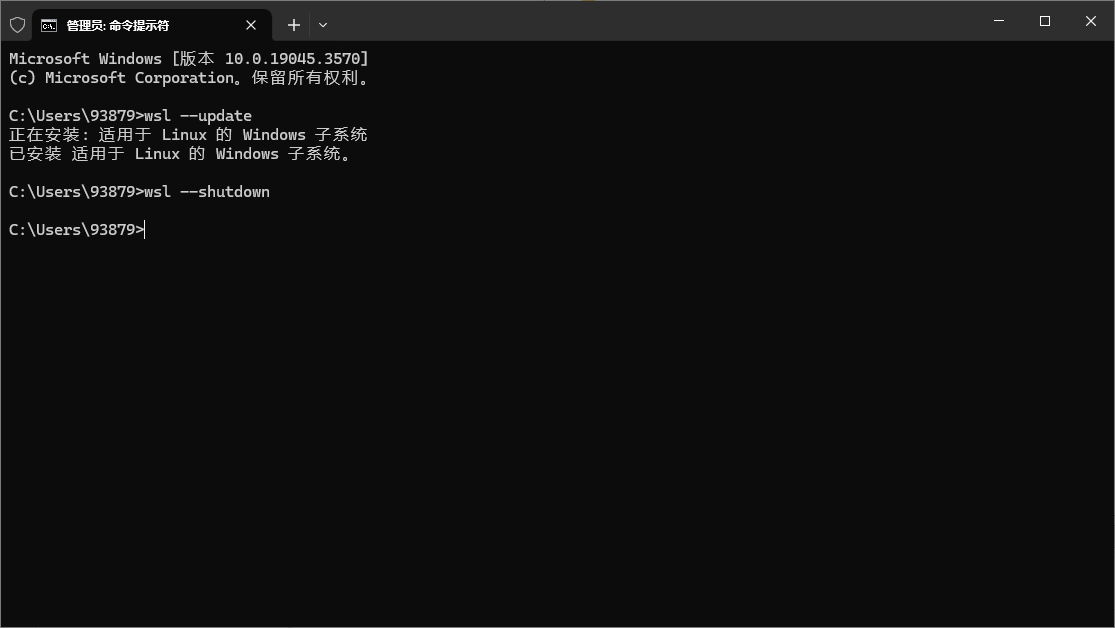 管理员: 命令提示符
Microsoft Windows [版本 10.0.19045.3570]
(c) Microsoft Corporation。保留所有权利。
C:\Users\93879>wsl --update
正在安装: 适用于 Linux 的 Windows 子系统
已安装 适用于 Linux 的 Windows 子系统。
C:\Users\93879>wsl --shutdown
C:\Users\93879>